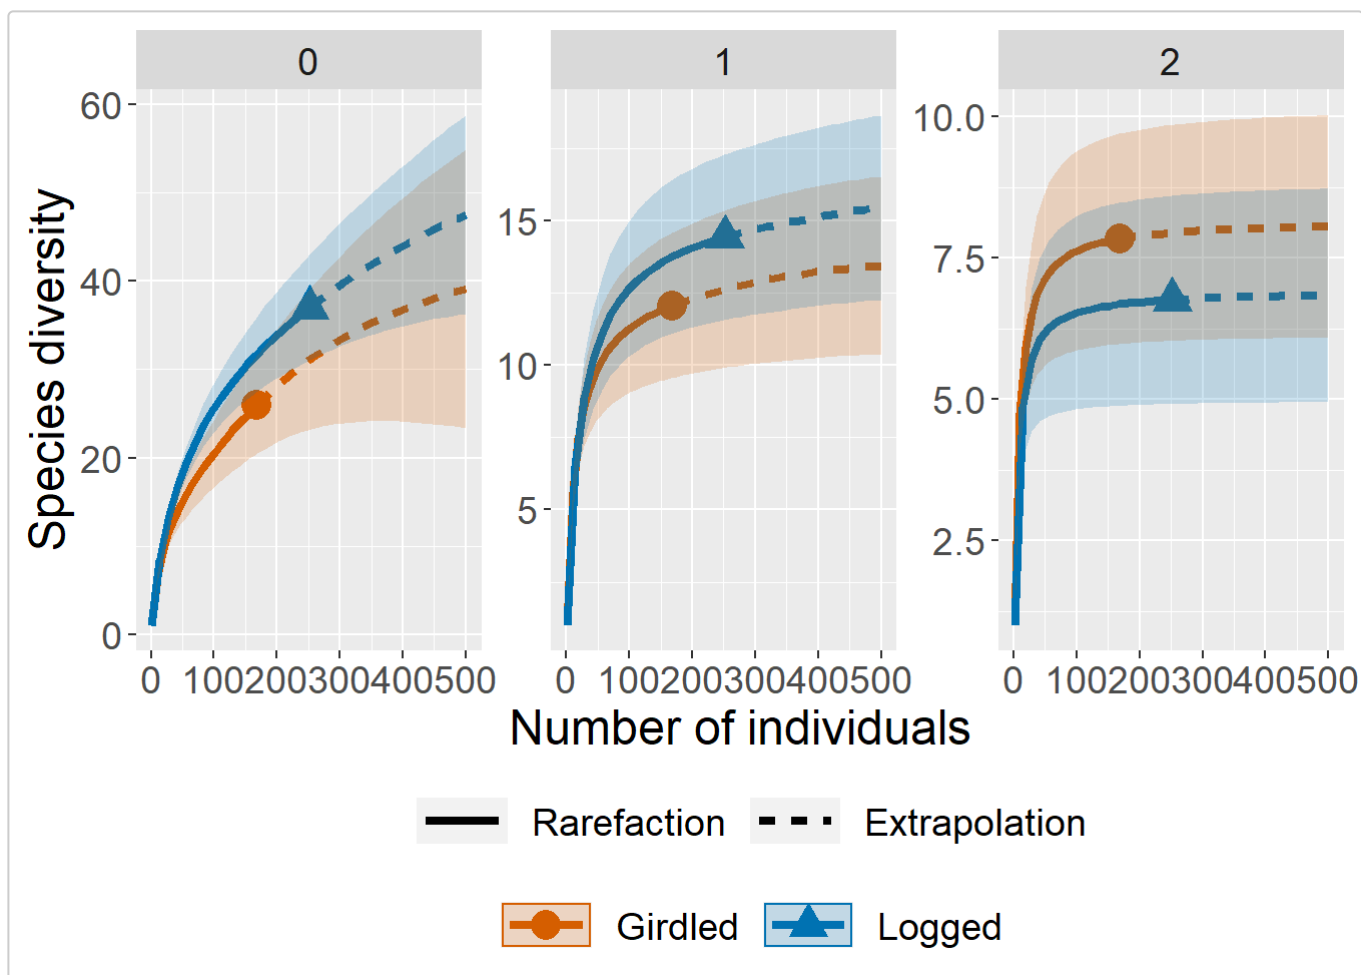 0 1 2
Species diversity
60
40
20
0
15
10
5
10.0
7.5
5.0
2.5
0 100200300400500 0 100200300400500 0 100200300400500
Number of individuals
Rarefaction Extrapolation
Girdled Logged